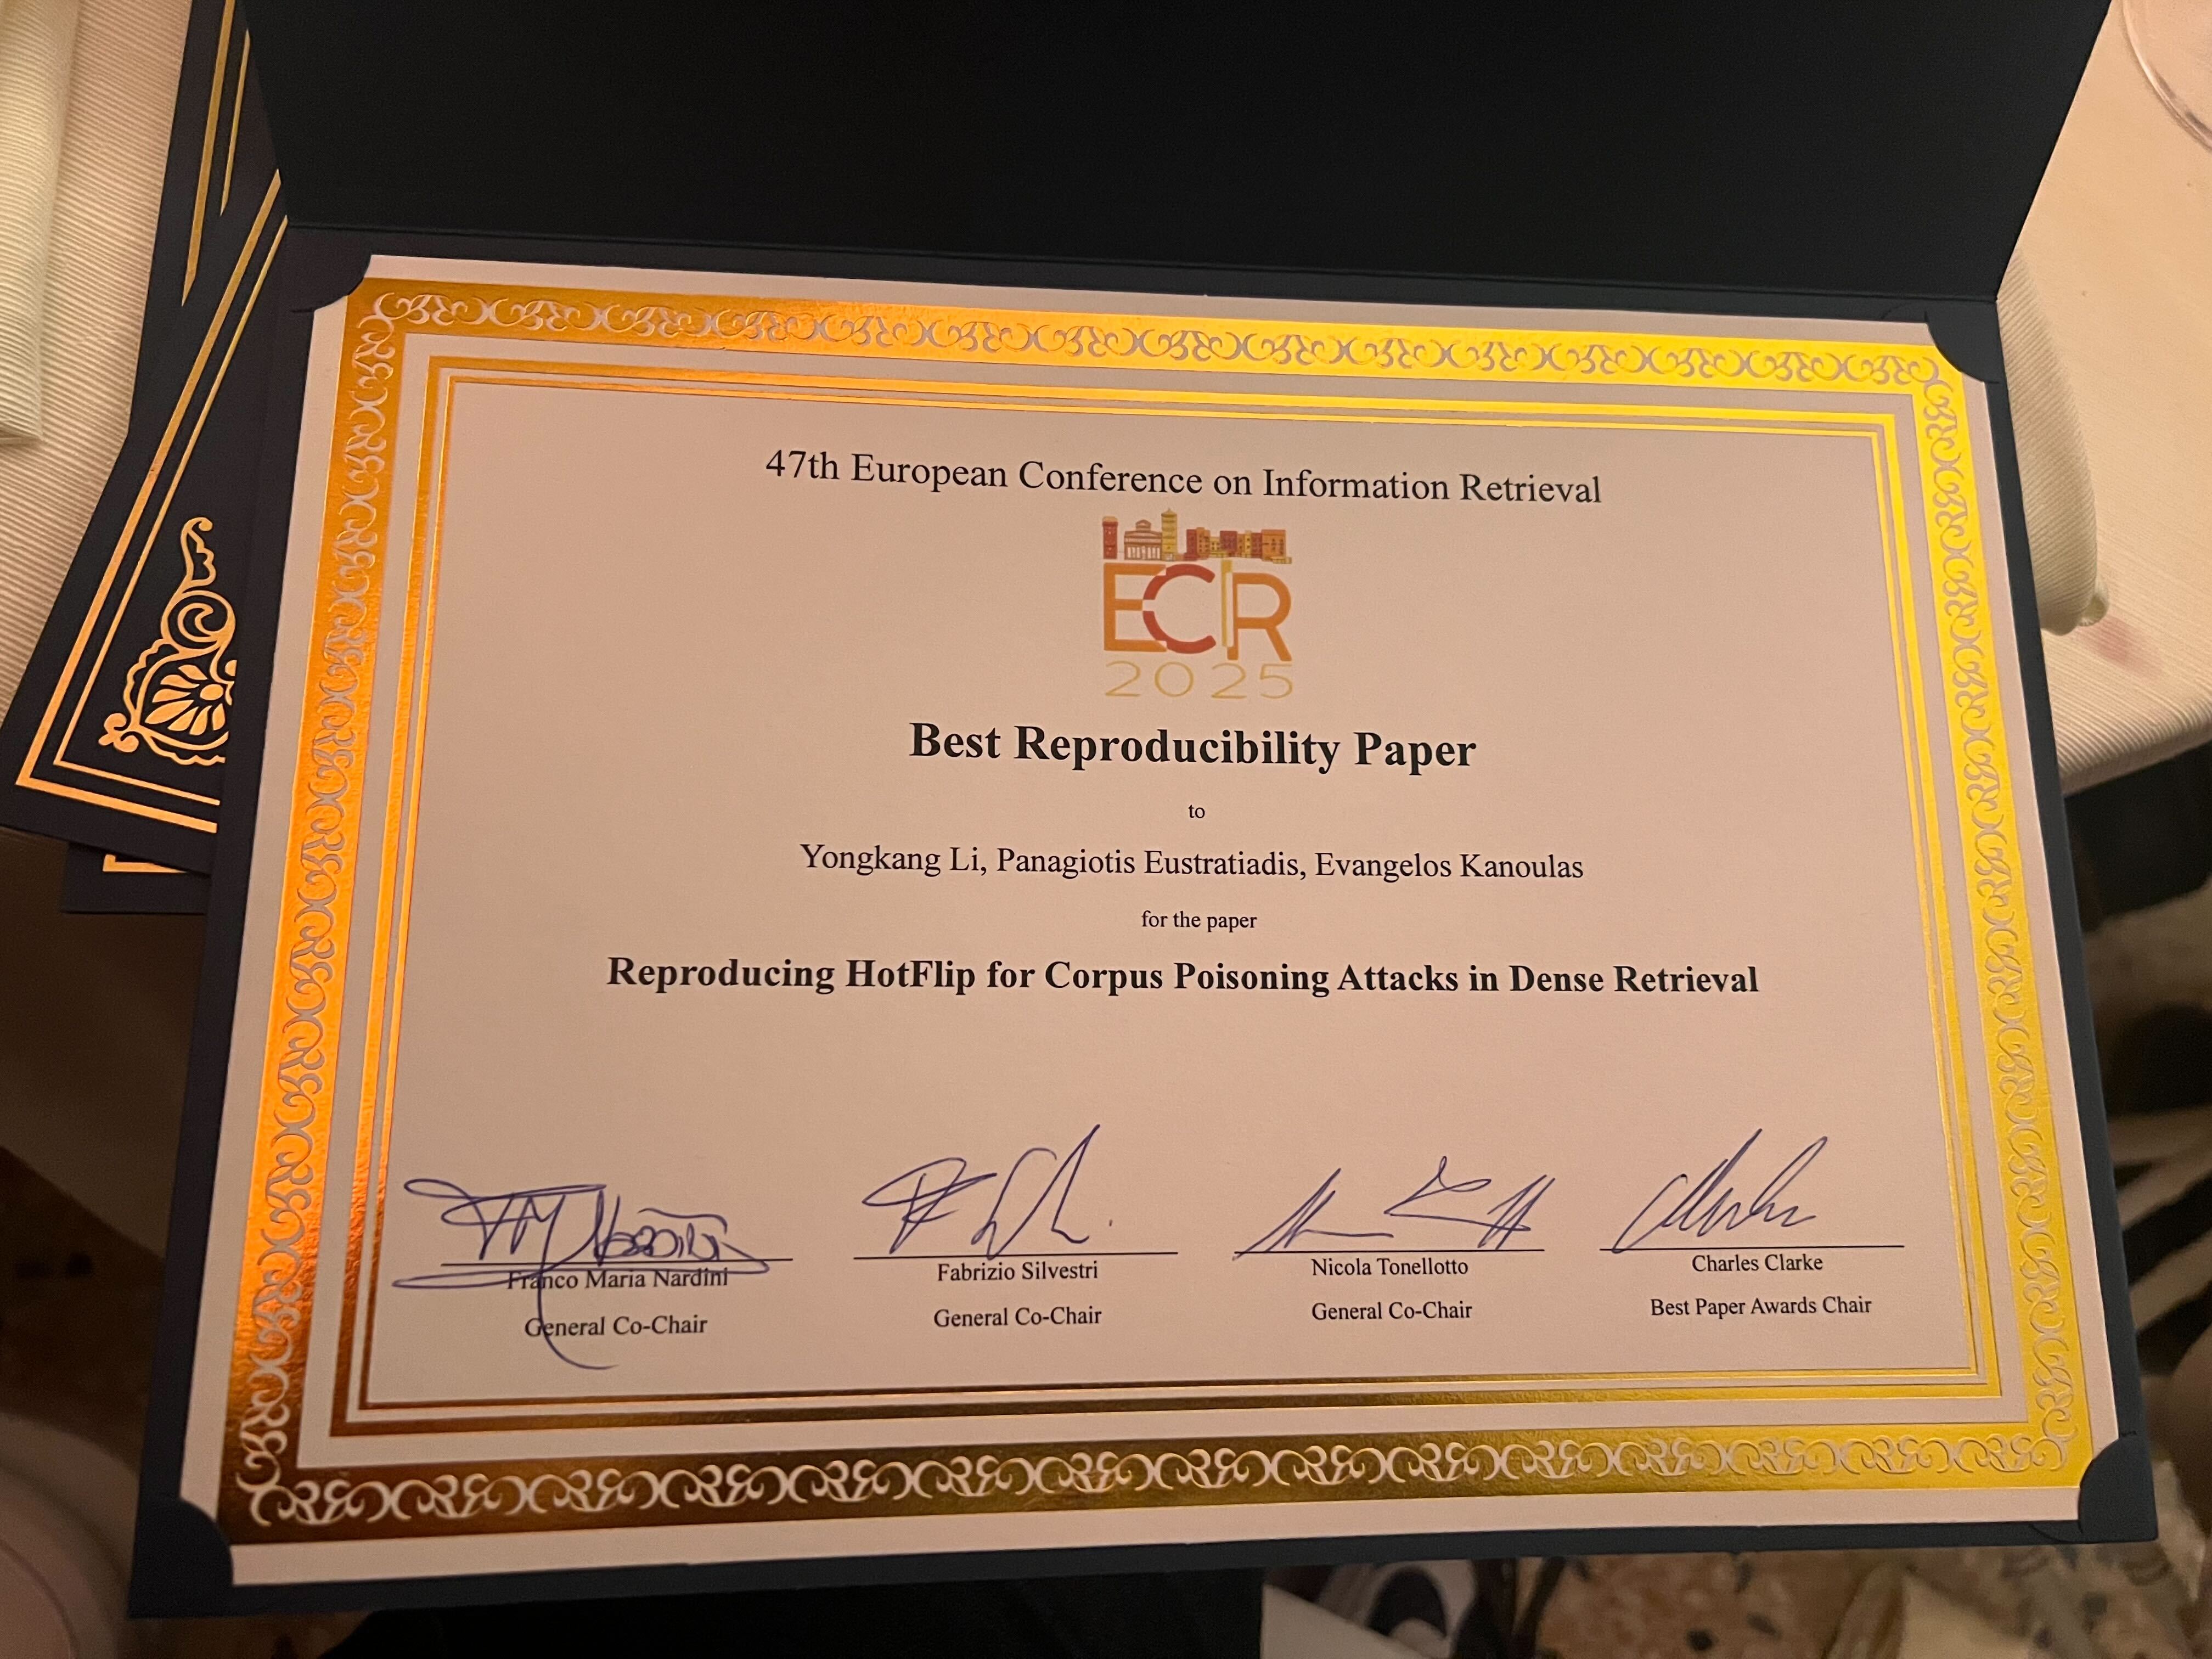 47th European Conference on Information Retrieval
ECIR
2025
Best Reproducibility Paper
to
Yongkang Li, Panagiotis Eustratiadis, Evangelos Kanoulas
for the paper
Reproducing HotFlip for Corpus Poisoning Attacks in Dense Retrieval
Franco Maria Nardini
General Co-Chair
Fabrizio Silvestri
General Co-Chair
Nicola Tonellotto
General Co-Chair
Charles Clarke
Best Paper Awards Chair